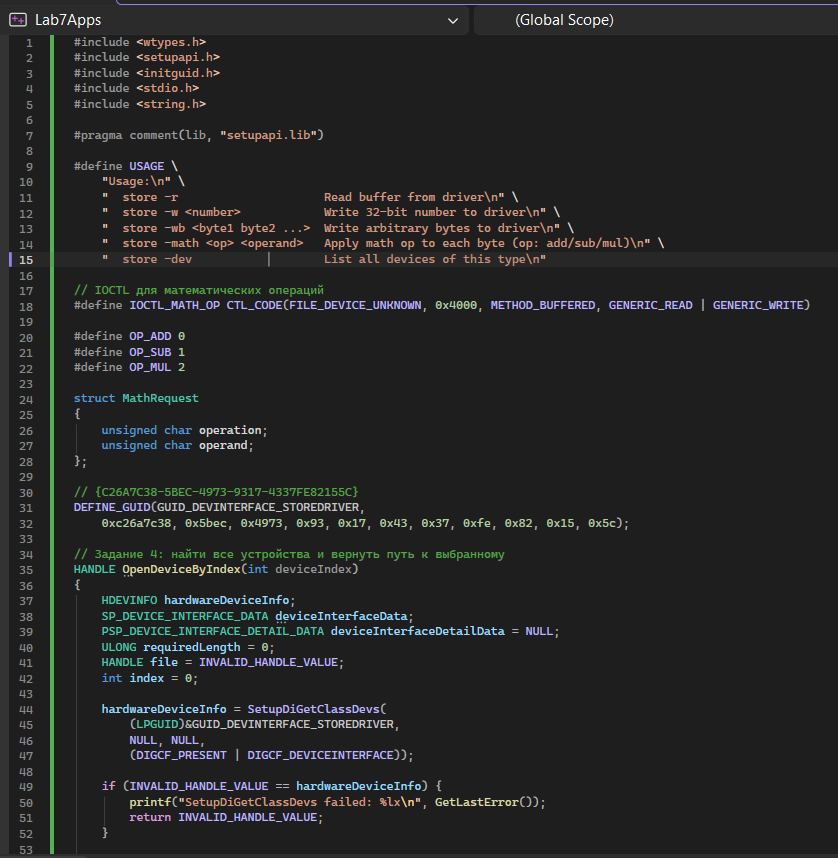 Lab7Apps (Global Scope)
1 #include <wtypes.h>
2 #include <setupapi.h>
3 #include <initguid.h>
4 #include <stdio.h>
5 #include <string.h>
6
7 #pragma comment(lib, "setupapi.lib")
8
9 #define USAGE \
10     "Usage:\n" \
11     "  store -r                     Read buffer from driver\n" \
12     "  store -w <number>            Write 32-bit number to driver\n" \
13     "  store -wb <byte1 byte2 ...>  Write arbitrary bytes to driver\n" \
14     "  store -math <op> <operand>   Apply math op to each byte (op: add/sub/mul)\n" \
15     "  store -dev                   List all devices of this type\n"
16
17 // IOCTL для математических операций
18 #define IOCTL_MATH_OP CTL_CODE(FILE_DEVICE_UNKNOWN, 0x4000, METHOD_BUFFERED, GENERIC_READ | GENERIC_WRITE)
19
20 #define OP_ADD 0
21 #define OP_SUB 1
22 #define OP_MUL 2
23
24 struct MathRequest
25 {
26     unsigned char operation;
27     unsigned char operand;
28 };
29
30 // {C26A7C38-5BEC-4973-9317-4337FE82155C}
31 DEFINE_GUID(GUID_DEVINTERFACE_STOREDRIVER,
32     0xc26a7c38, 0x5bec, 0x4973, 0x93, 0x17, 0x43, 0x37, 0xfe, 0x82, 0x15, 0x5c);
33
34 // Задание 4: найти все устройства и вернуть путь к выбранному
35 HANDLE OpenDeviceByIndex(int deviceIndex)
36 {
37     HDEVINFO hardwareDeviceInfo;
38     SP_DEVICE_INTERFACE_DATA deviceInterfaceData;
39     PSP_DEVICE_INTERFACE_DETAIL_DATA deviceInterfaceDetailData = NULL;
40     ULONG requiredLength = 0;
41     HANDLE file = INVALID_HANDLE_VALUE;
42     int index = 0;
43
44     hardwareDeviceInfo = SetupDiGetClassDevs(
45         (LPGUID)&GUID_DEVINTERFACE_STOREDRIVER,
46         NULL, NULL,
47         (DIGCF_PRESENT | DIGCF_DEVICEINTERFACE));
48
49     if (INVALID_HANDLE_VALUE == hardwareDeviceInfo) {
50         printf("SetupDiGetClassDevs failed: %lx\n", GetLastError());
51         return INVALID_HANDLE_VALUE;
52     }
53